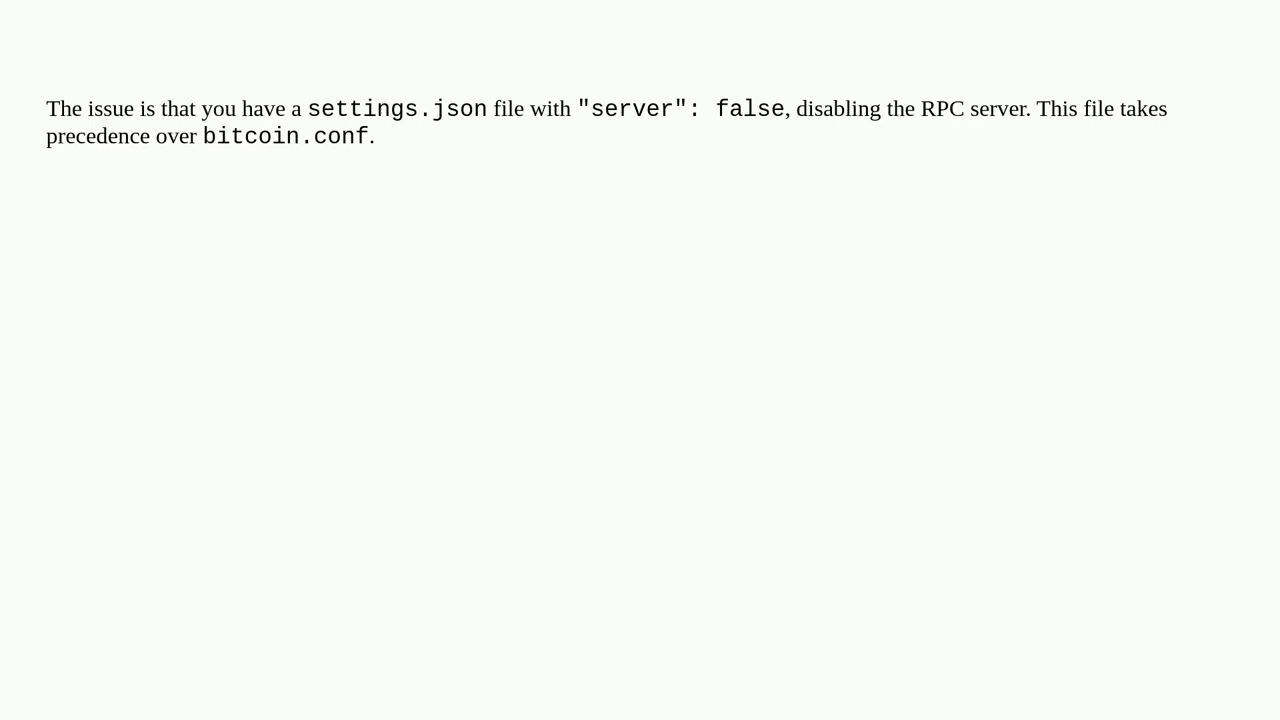 The issue is that you have a settings.json file with "server": false, disabling the RPC server. This file takes
precedence over bitcoin.conf.